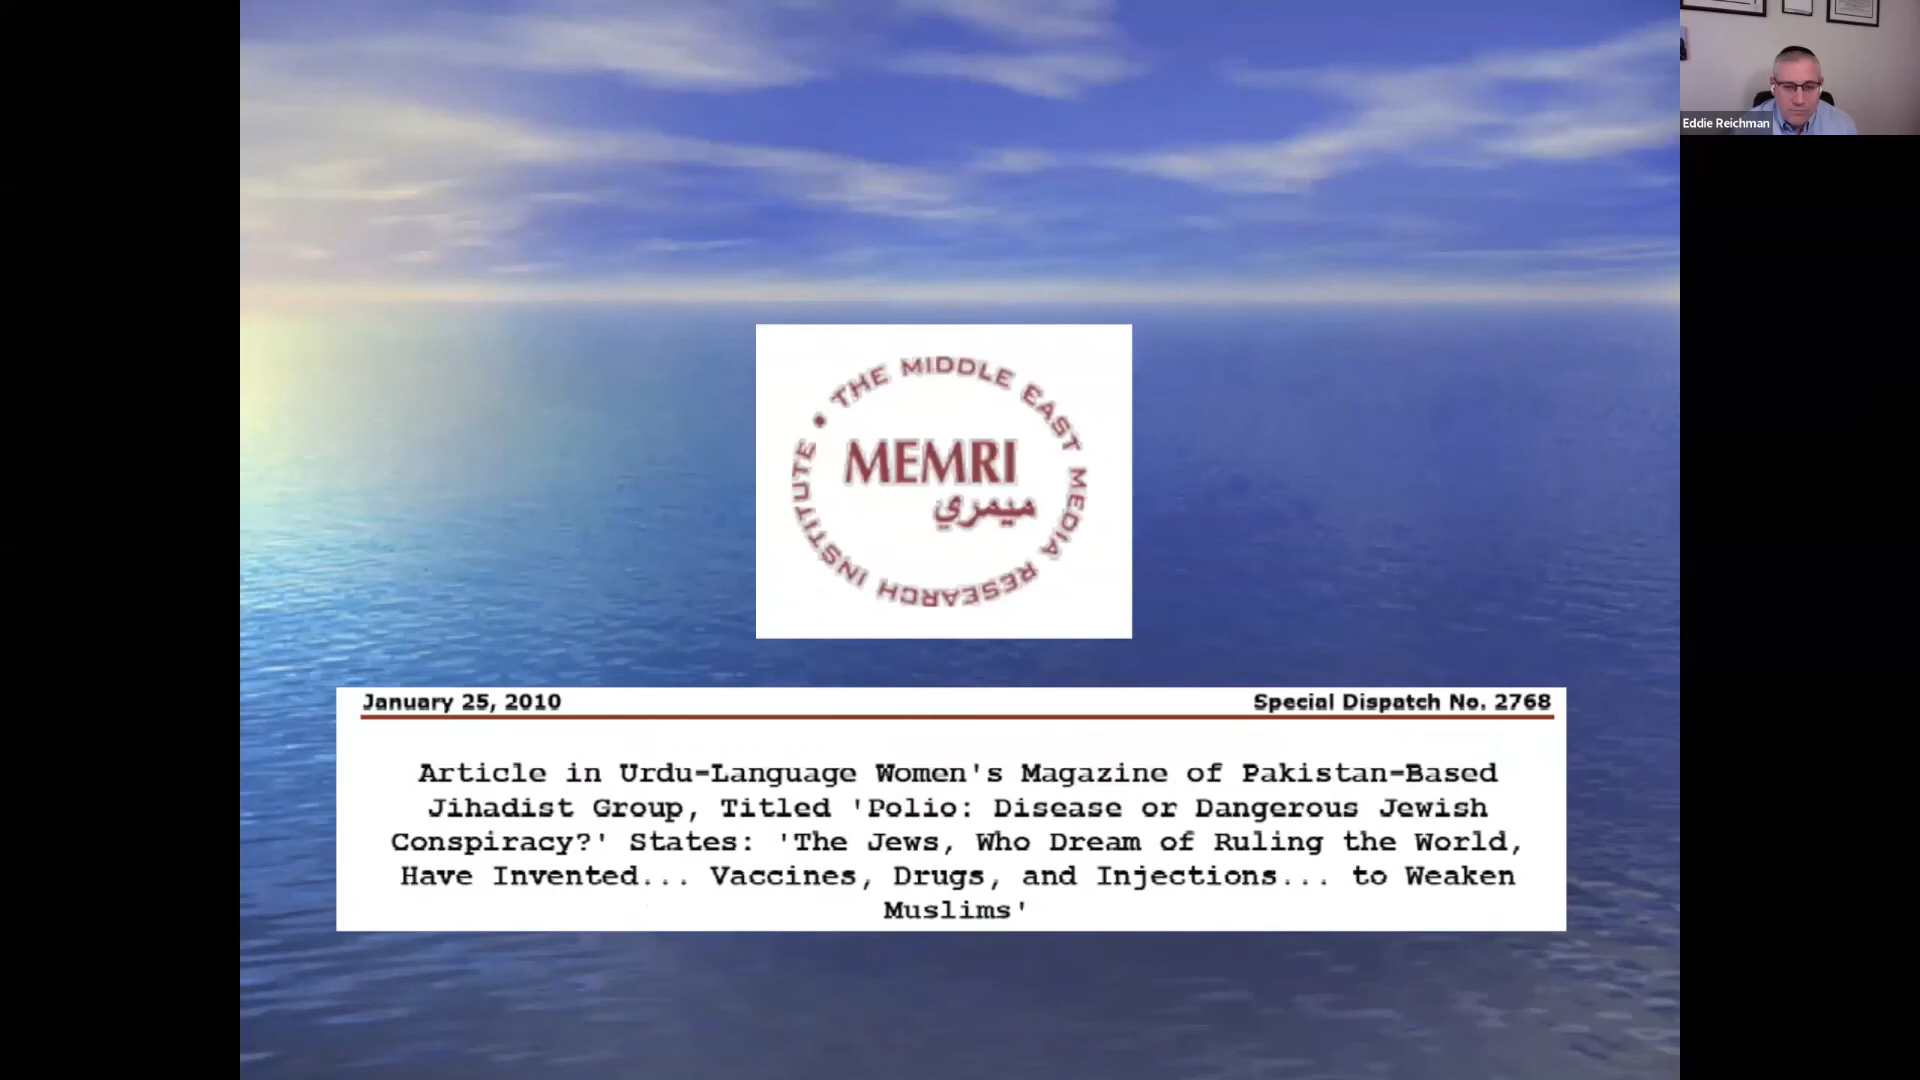 Eddie Reichman
THE MIDDLE EAST MEDIA RESEARCH INSTITUTE •
MEMRI
ميمري
January 25, 2010 Special Dispatch No. 2768
Article in Urdu-Language Women's Magazine of Pakistan-Based
Jihadist Group, Titled 'Polio: Disease or Dangerous Jewish
Conspiracy?' States: 'The Jews, Who Dream of Ruling the World,
Have Invented... Vaccines, Drugs, and Injections... to Weaken
Muslims'